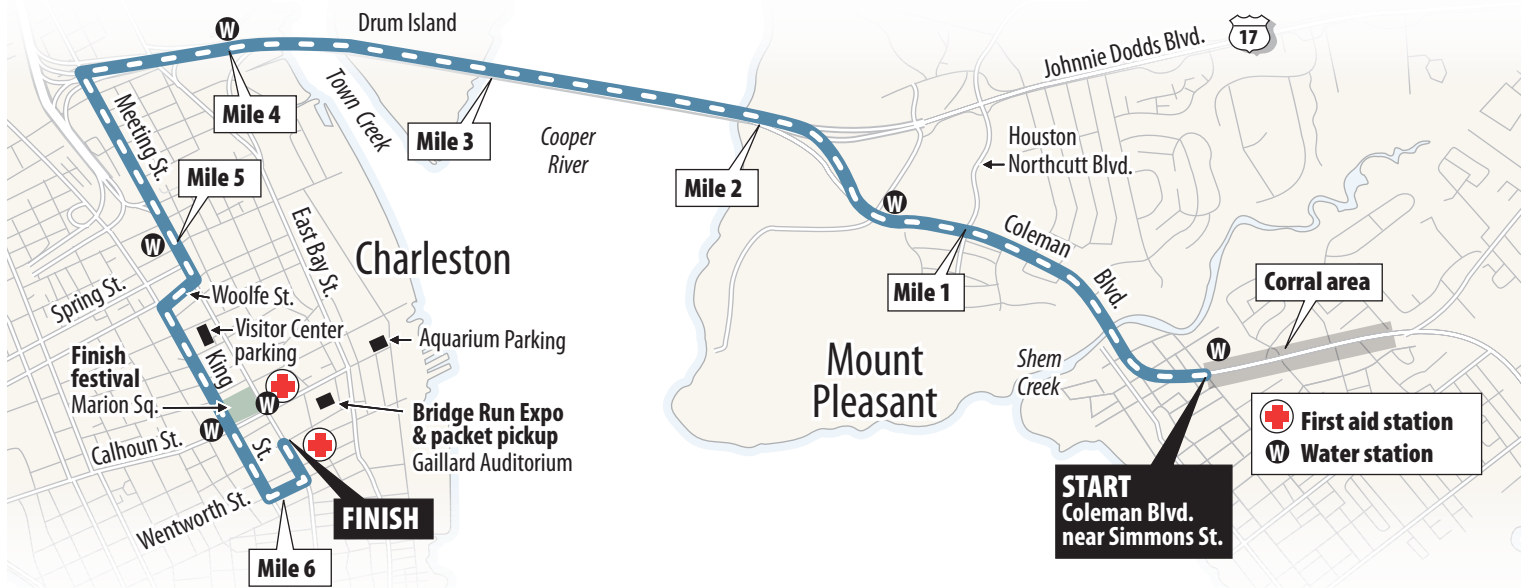 Drum Island
W
17
Johnnie Dodds Blvd.
Town Creek
Mile 4
Meeting St.
Mile 3
Cooper
River
Houston
Northcutt Blvd.
Mile 5
Mile 2
W
East Bay St.
W
Charleston
Coleman
Blvd.
Spring St.
Woolfe St.
Mile 1
Corral area
Visitor Center
parking
Aquarium Parking
W
Finish
festival
Marion Sq.
King
St.
Mount
Pleasant
Shem
Creek
W
W
Bridge Run Expo
& packet pickup
Gaillard Auditorium
Calhoun St.
First aid station
W Water station
Wentworth St.
FINISH
START
Coleman Blvd.
near Simmons St.
Mile 6